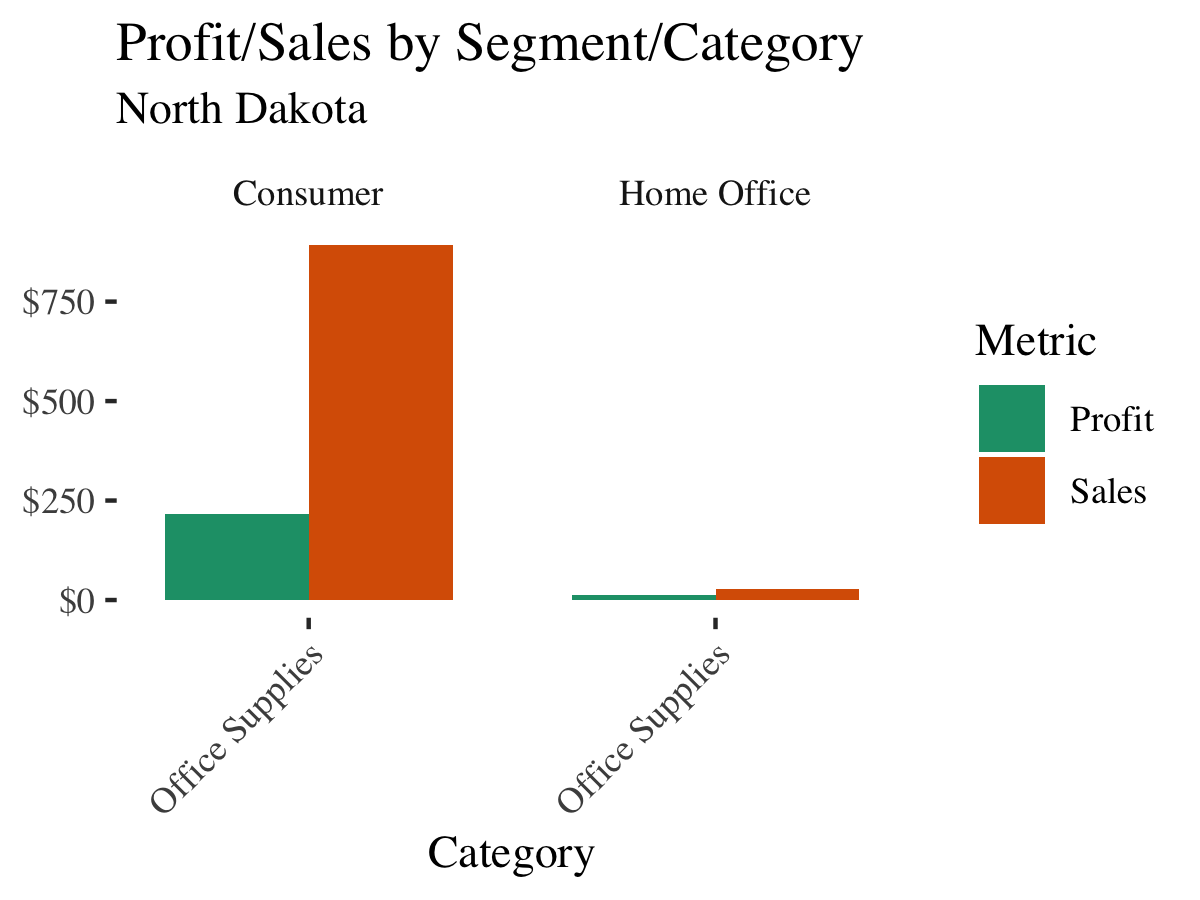 Profit/Sales by Segment/Category
North Dakota
Consumer
Home Office
$750
$500
$250
$0
Office Supplies
Office Supplies
Category
Metric
Profit
Sales